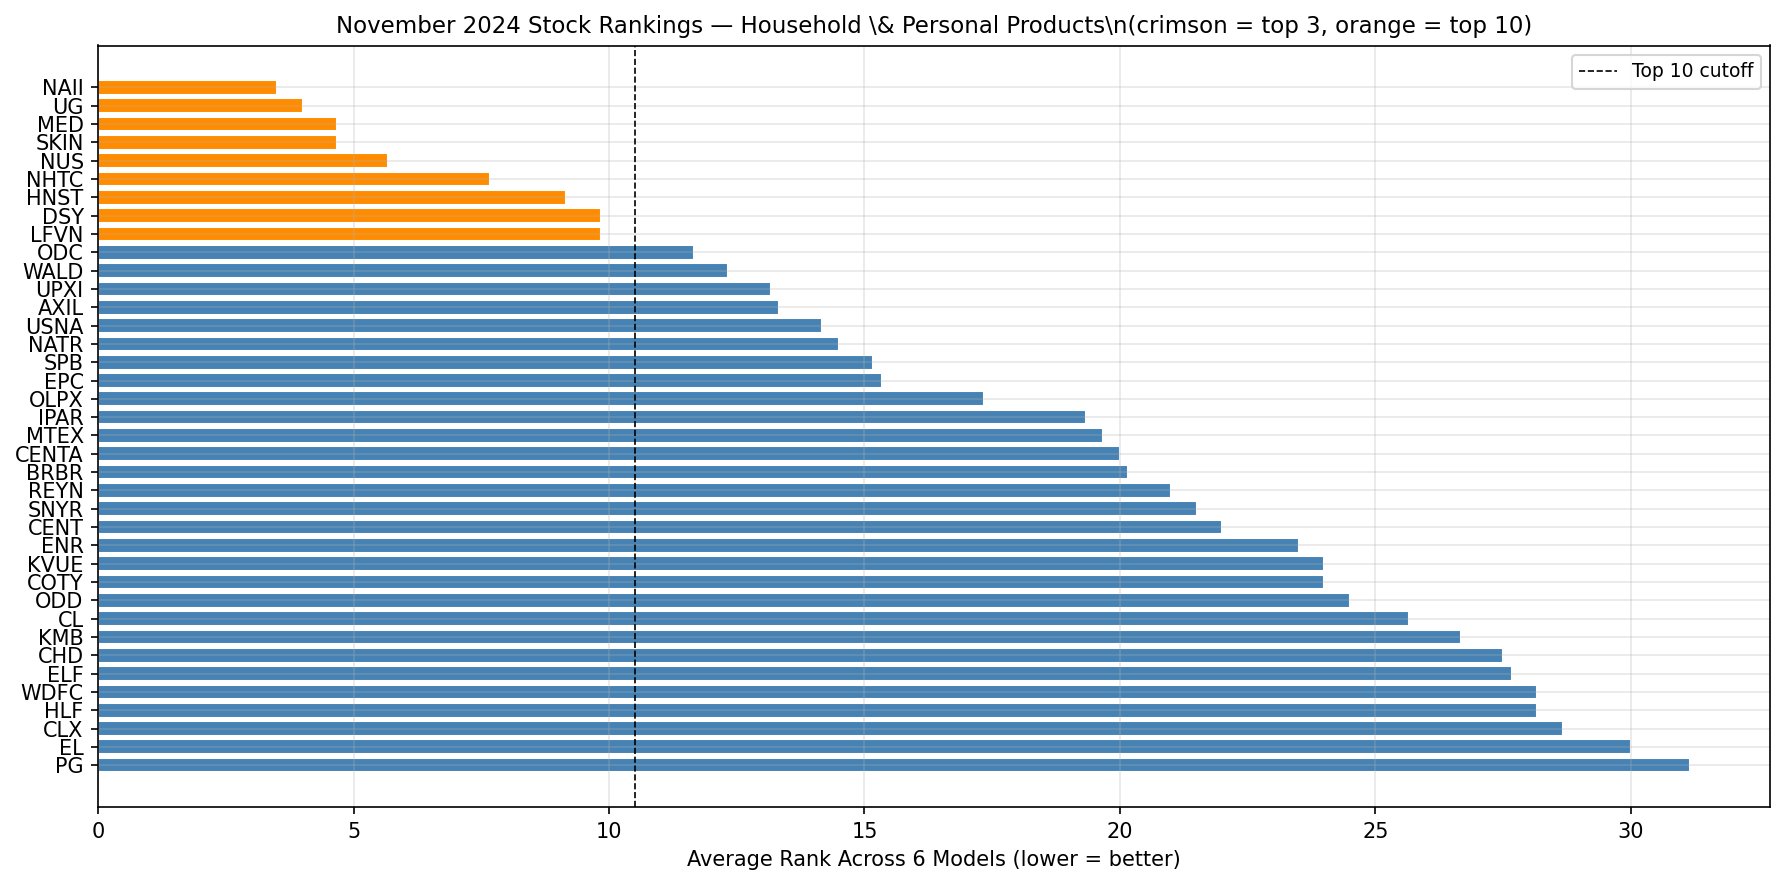 November 2024 Stock Rankings — Household \& Personal Products\n(crimson = top 3, orange = top 10)
Top 10 cutoff
NAII
UG
MED
SKIN
NUS
NHTC
HNST
DSY
LFVN
ODC
WALD
UPXI
AXIL
USNA
NATR
SPB
EPC
OLPX
IPAR
MTEX
CENTA
BRBR
REYN
SNYR
CENT
ENR
KVUE
COTY
ODD
CL
KMB
CHD
ELF
WDFC
HLF
CLX
EL
PG
0 5 10 15 20 25 30
Average Rank Across 6 Models (lower = better)